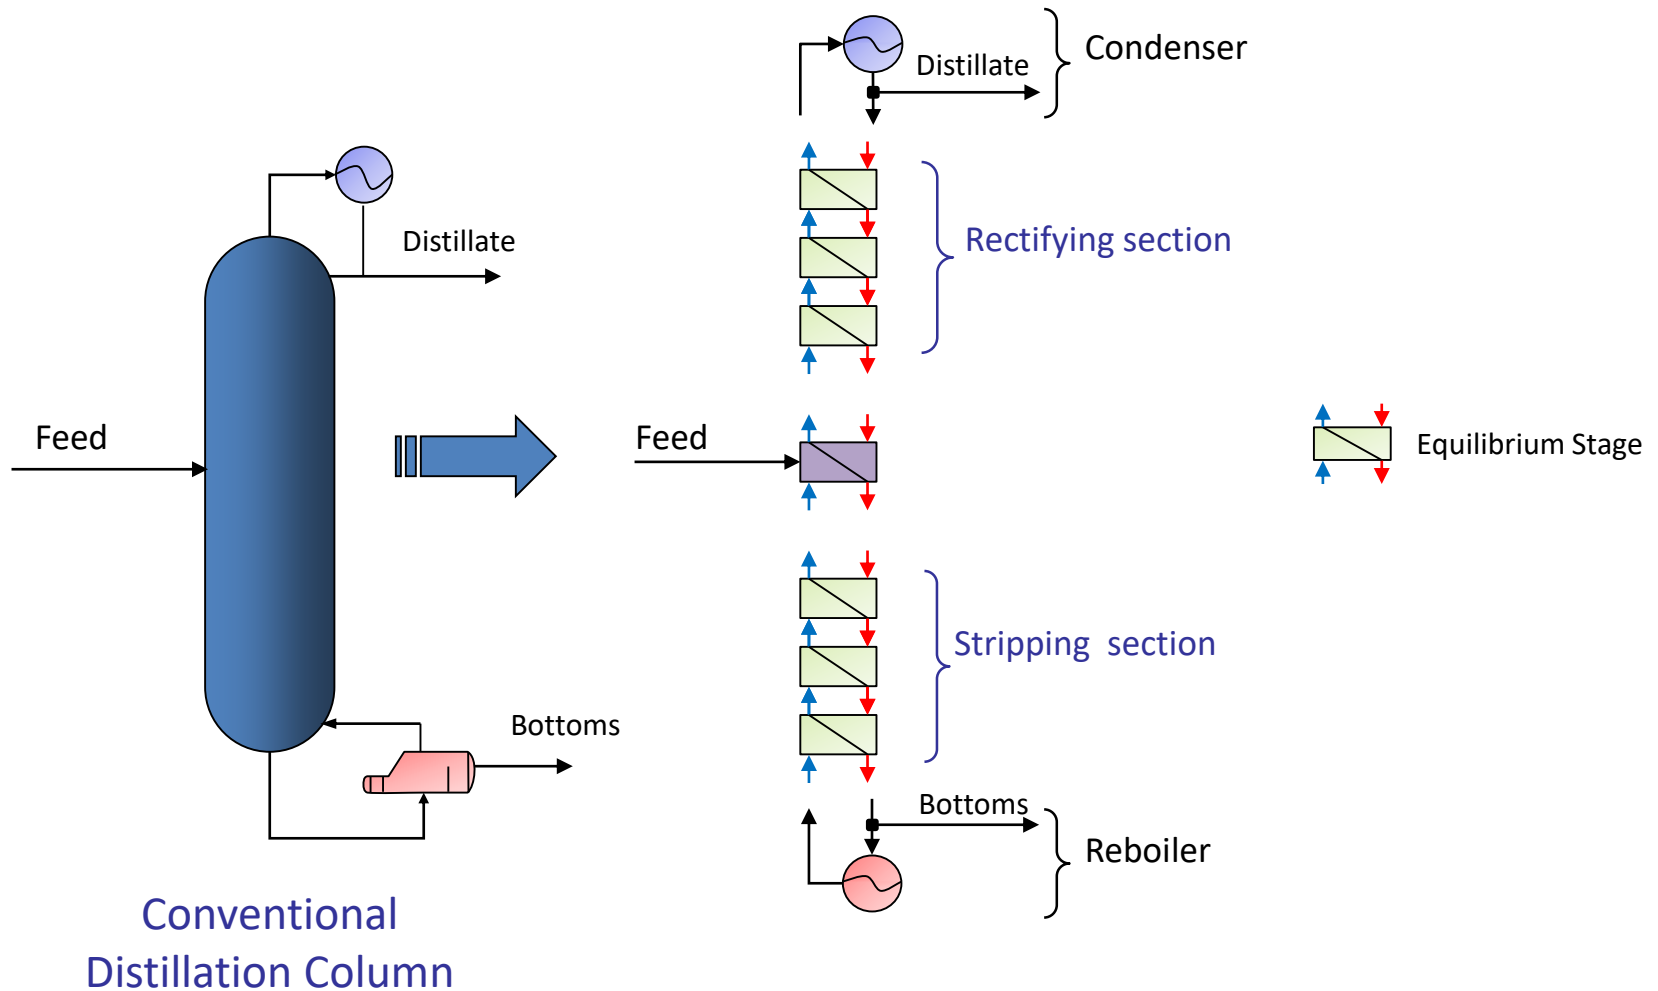 Condenser
Distillate
Distillate
Rectifying section
Feed
Feed
Equilibrium Stage
Stripping  section
Bottoms
Bottoms
Reboiler
Conventional
Distillation Column